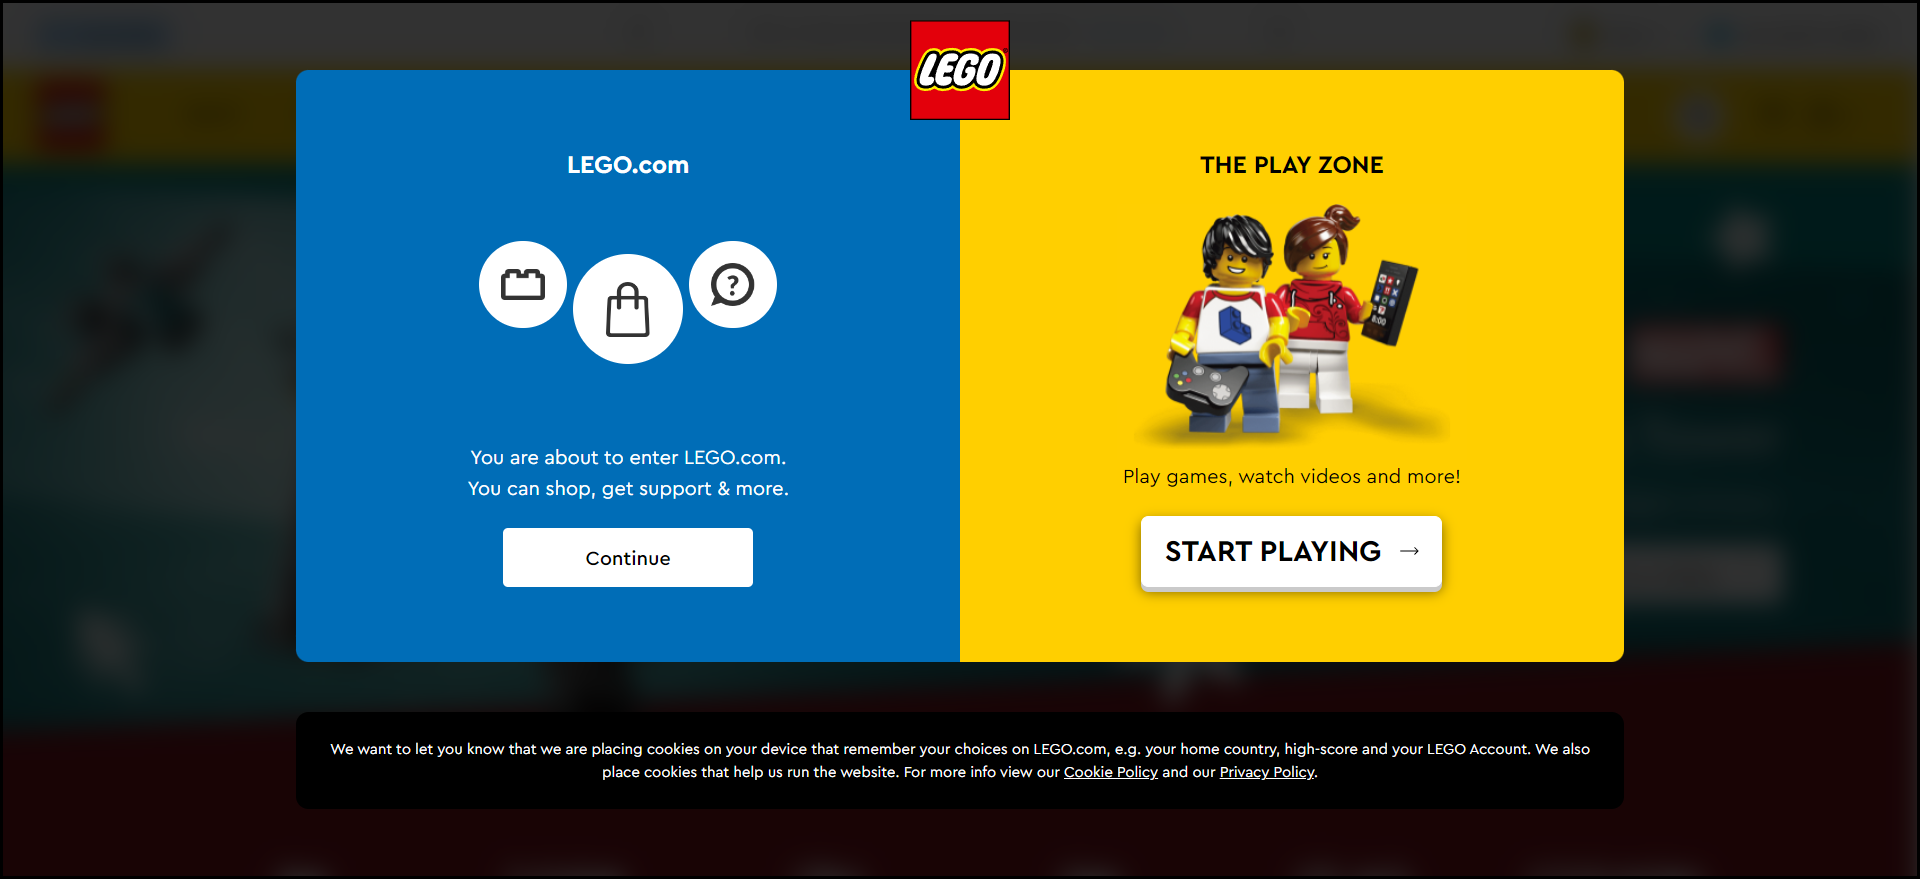 LEGO
LEGO.com
THE PLAY ZONE
8:00
You are about to enter LEGO.com.
You can shop, get support & more.
Play games, watch videos and more!
Continue
START PLAYING →
We want to let you know that we are placing cookies on your device that remember your choices on LEGO.com, e.g. your home country, high-score and your LEGO Account. We also
place cookies that help us run the website. For more info view our Cookie Policy and our Privacy Policy.